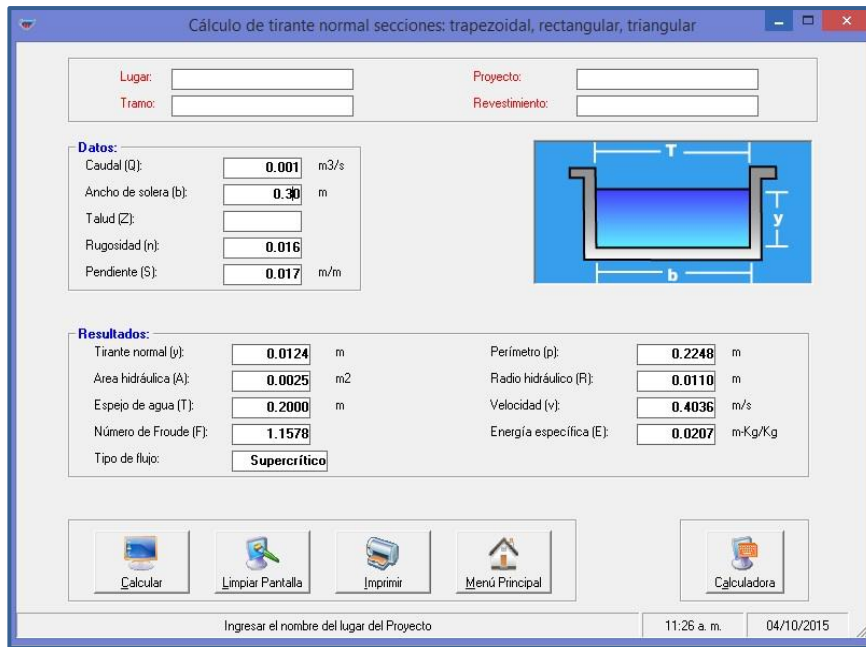 Cálculo de tirante normal secciones: trapezoidal, rectangular, triangular
Lugar: Proyecto:
Tramo: Revestimiento:
Datos:
Caudal (Q): 0.001 m3/s
Ancho de solera (b): 0.30 m
Talud (Z):
Rugosidad (n): 0.016
Pendiente (S): 0.017 m/m
T
y
b
Resultados:
Tirante normal (y): 0.0124 m Perímetro (p): 0.2248 m
Area hidráulica (A): 0.0025 m2 Radio hidráulico (R): 0.0110 m
Espejo de agua (T): 0.2000 m Velocidad (v): 0.4036 m/s
Número de Froude (F): 1.1578 Energía específica (E): 0.0207 m-Kg/Kg
Tipo de flujo: Supercrítico
Calcular Limpiar Pantalla Imprimir Menú Principal Calculadora
Ingresar el nombre del lugar del Proyecto 11:26 a. m. 04/10/2015